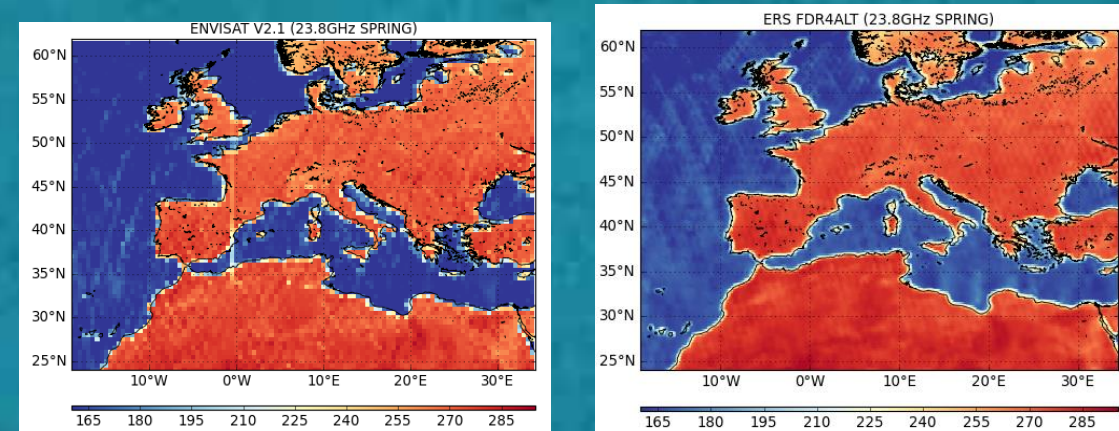 ENVISAT V2.1 (23.8GHz SPRING)
60°N
55°N
50°N
45°N
40°N
35°N
30°N
25°N
10°W 0°W 10°E 20°E 30°E
165 180 195 210 225 240 255 270 285
ERS FDR4ALT (23.8GHz SPRING)
60°N
55°N
50°N
45°N
40°N
35°N
30°N
25°N
10°W 0°W 10°E 20°E 30°E
165 180 195 210 225 240 255 270 285